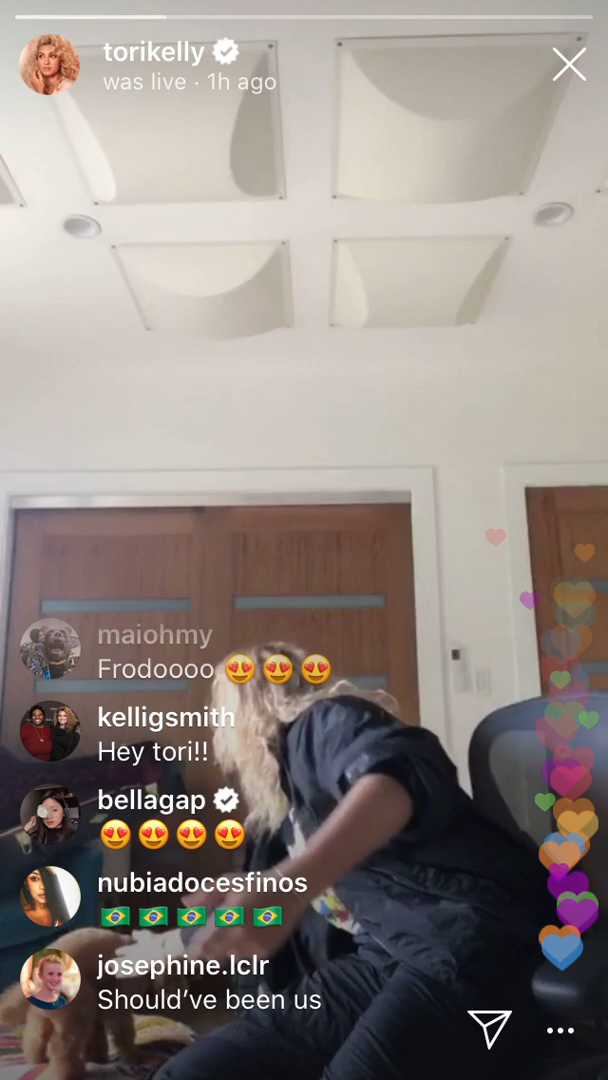 torikelly
was live · 1h ago
maiohmy
Frodoooo 😍😍😍
kelligsmith
Hey tori!!
bellagap
😍😍😍😍
nubiadocesfinos
🇧🇷🇧🇷🇧🇷🇧🇷🇧🇷
josephine.lclr
Should’ve been us